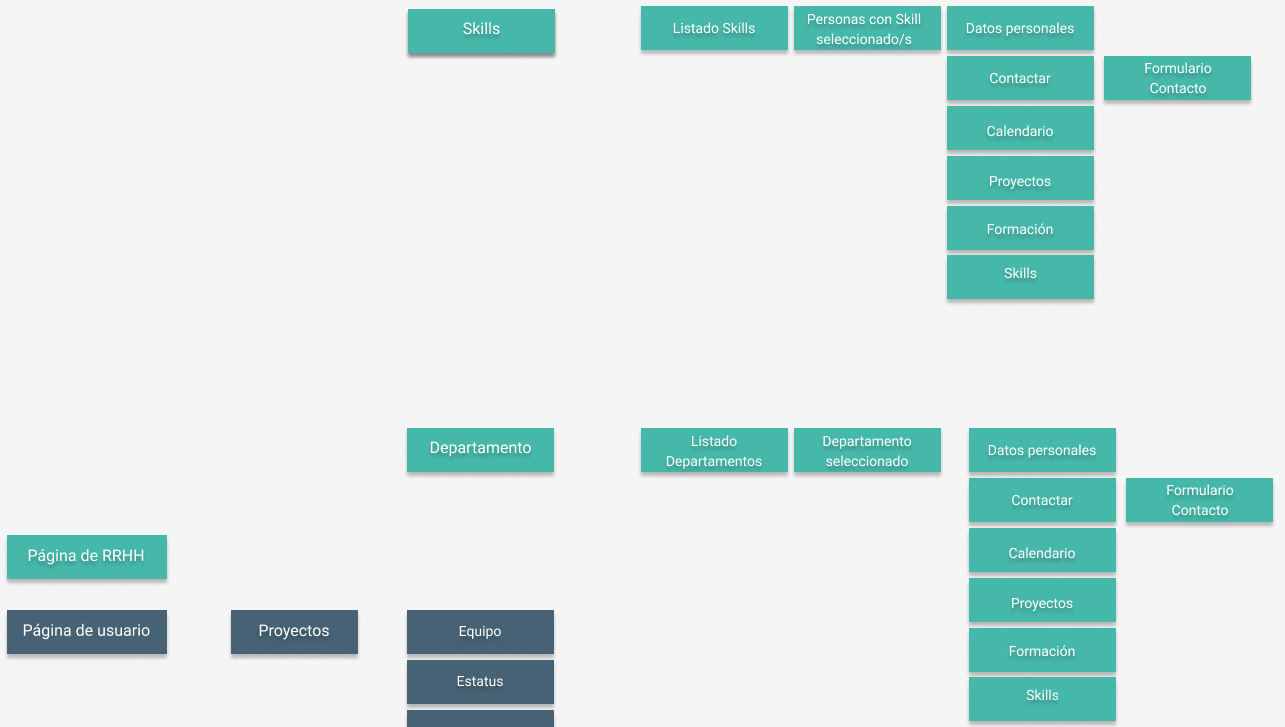 Skills
Listado Skills
Personas con Skill
seleccionado/s
Datos personales
Contactar
Formulario
Contacto
Calendario
Proyectos
Formación
Skills
Departamento
Listado
Departamentos
Departamento
seleccionado
Datos personales
Contactar
Formulario
Contacto
Calendario
Proyectos
Formación
Skills
Página de RRHH
Página de usuario
Proyectos
Equipo
Estatus